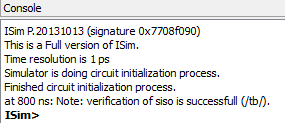 Console
ISim P.20131013 (signature 0x7708f090)
This is a Full version of ISim.
Time resolution is 1 ps
Simulator is doing circuit initialization process.
Finished circuit initialization process.
at 800 ns: Note: verification of siso is successfull (/tb/).
ISim>